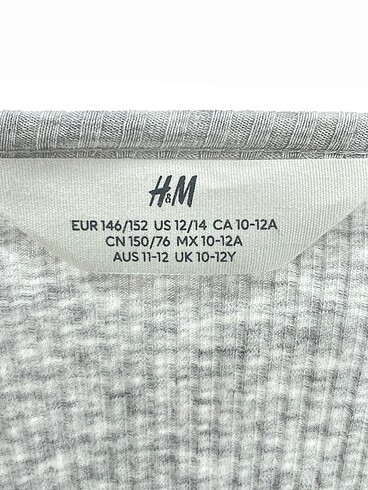 H&M
EUR 146/152 US 12/14 CA 10-12A
CN 150/76 MX 10-12A
AUS 11-12 UK 10-12Y